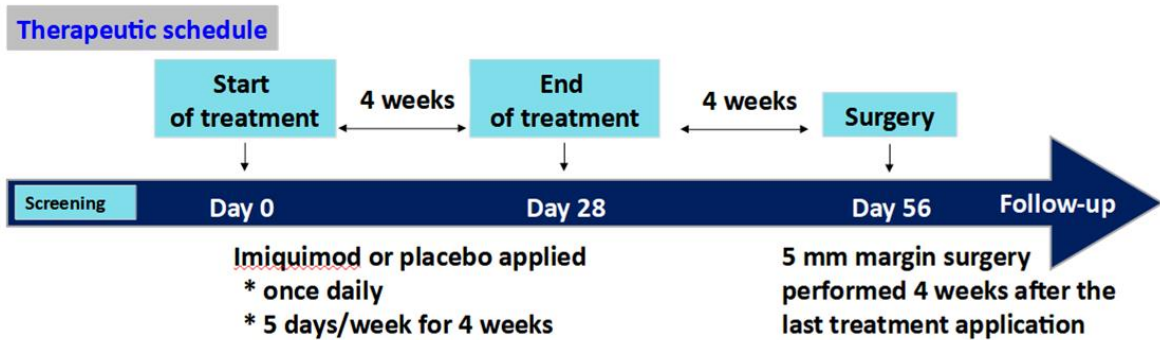 Therapeutic schedule
Start
of treatment
4 weeks
End
of treatment
4 weeks
Surgery
Screening
Day 0
Day 28
Day 56
Follow-up
Imiquimod or placebo applied
* once daily
* 5 days/week for 4 weeks
5 mm margin surgery
performed 4 weeks after the
last treatment application